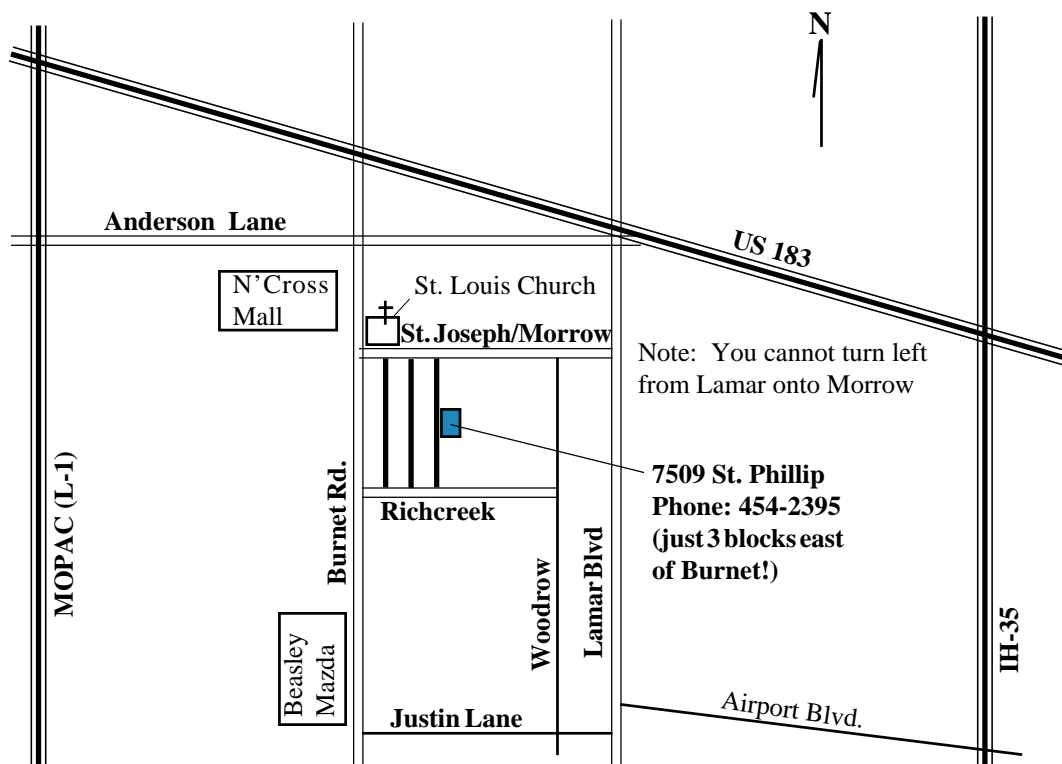 N
Anderson Lane
US 183
N'Cross
Mall
St. Louis Church
St. Joseph/Morrow
Note: You cannot turn left
from Lamar onto Morrow
MOPAC (L-1)
Burnet Rd.
Richcreek
7509 St. Phillip
Phone: 454-2395
(just 3 blocks east
of Burnet!)
Woodrow
Lamar Blvd
IH-35
Beasley
Mazda
Justin Lane
Airport Blvd.